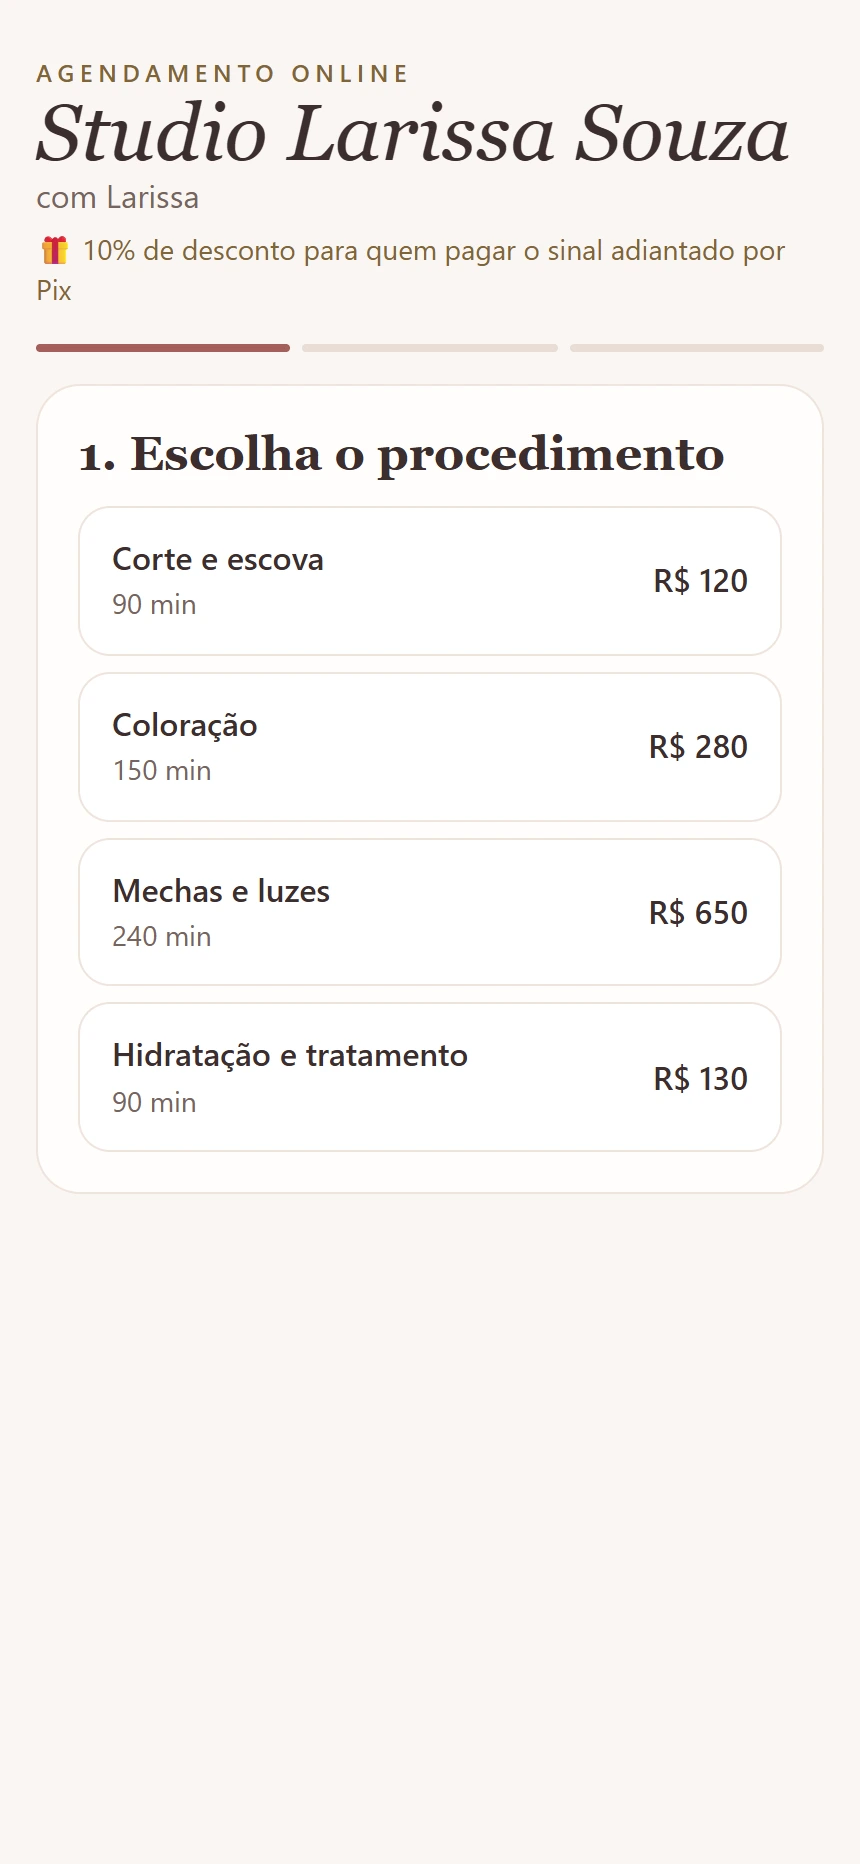 AGENDAMENTO ONLINE
Studio Larissa Souza
com Larissa
🎁 10% de desconto para quem pagar o sinal adiantado por
Pix
1. Escolha o procedimento
Corte e escova
90 min
R$ 120
Coloração
150 min
R$ 280
Mechas e luzes
240 min
R$ 650
Hidratação e tratamento
90 min
R$ 130